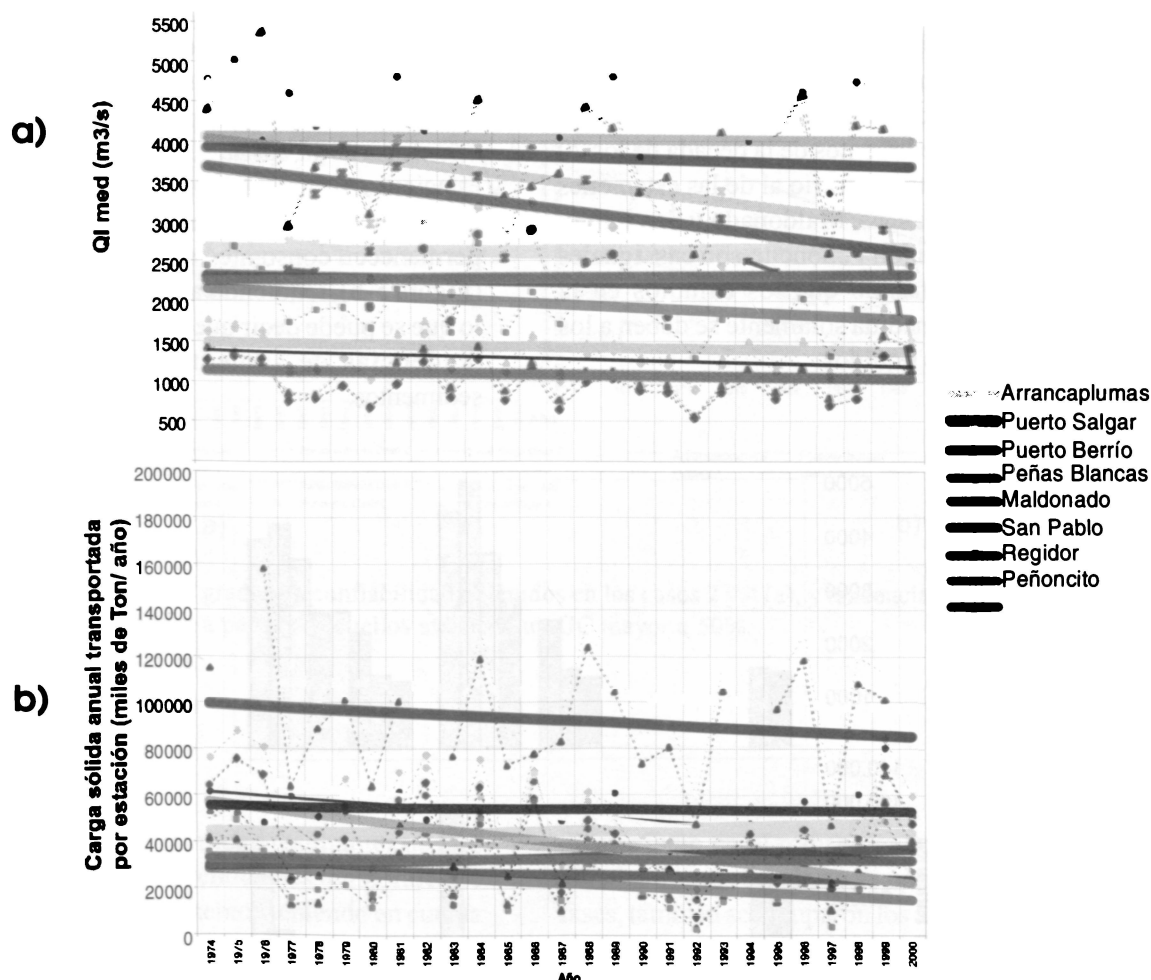 a)
Ql med (m3/s)
5500
5000
4500
4000
3500
3000
2500
2000
1500
1000
500
Arrancaplumas
Puerto Salgar
Puerto Berrío
Peñas Blancas
Maldonado
San Pablo
Regidor
Peñoncito
b)
Carga sólida anual transportada
por estación (miles de Ton/ año)
200000
180000
160000
140000
120000
100000
80000
60000
40000
20000
0
1974 1975 1976 1977 1978 1979 1980 1981 1982 1983 1984 1985 1986 1987 1988 1989 1990 1991 1992 1993 1994 1995 1996 1997 1998 1999 2000
Año